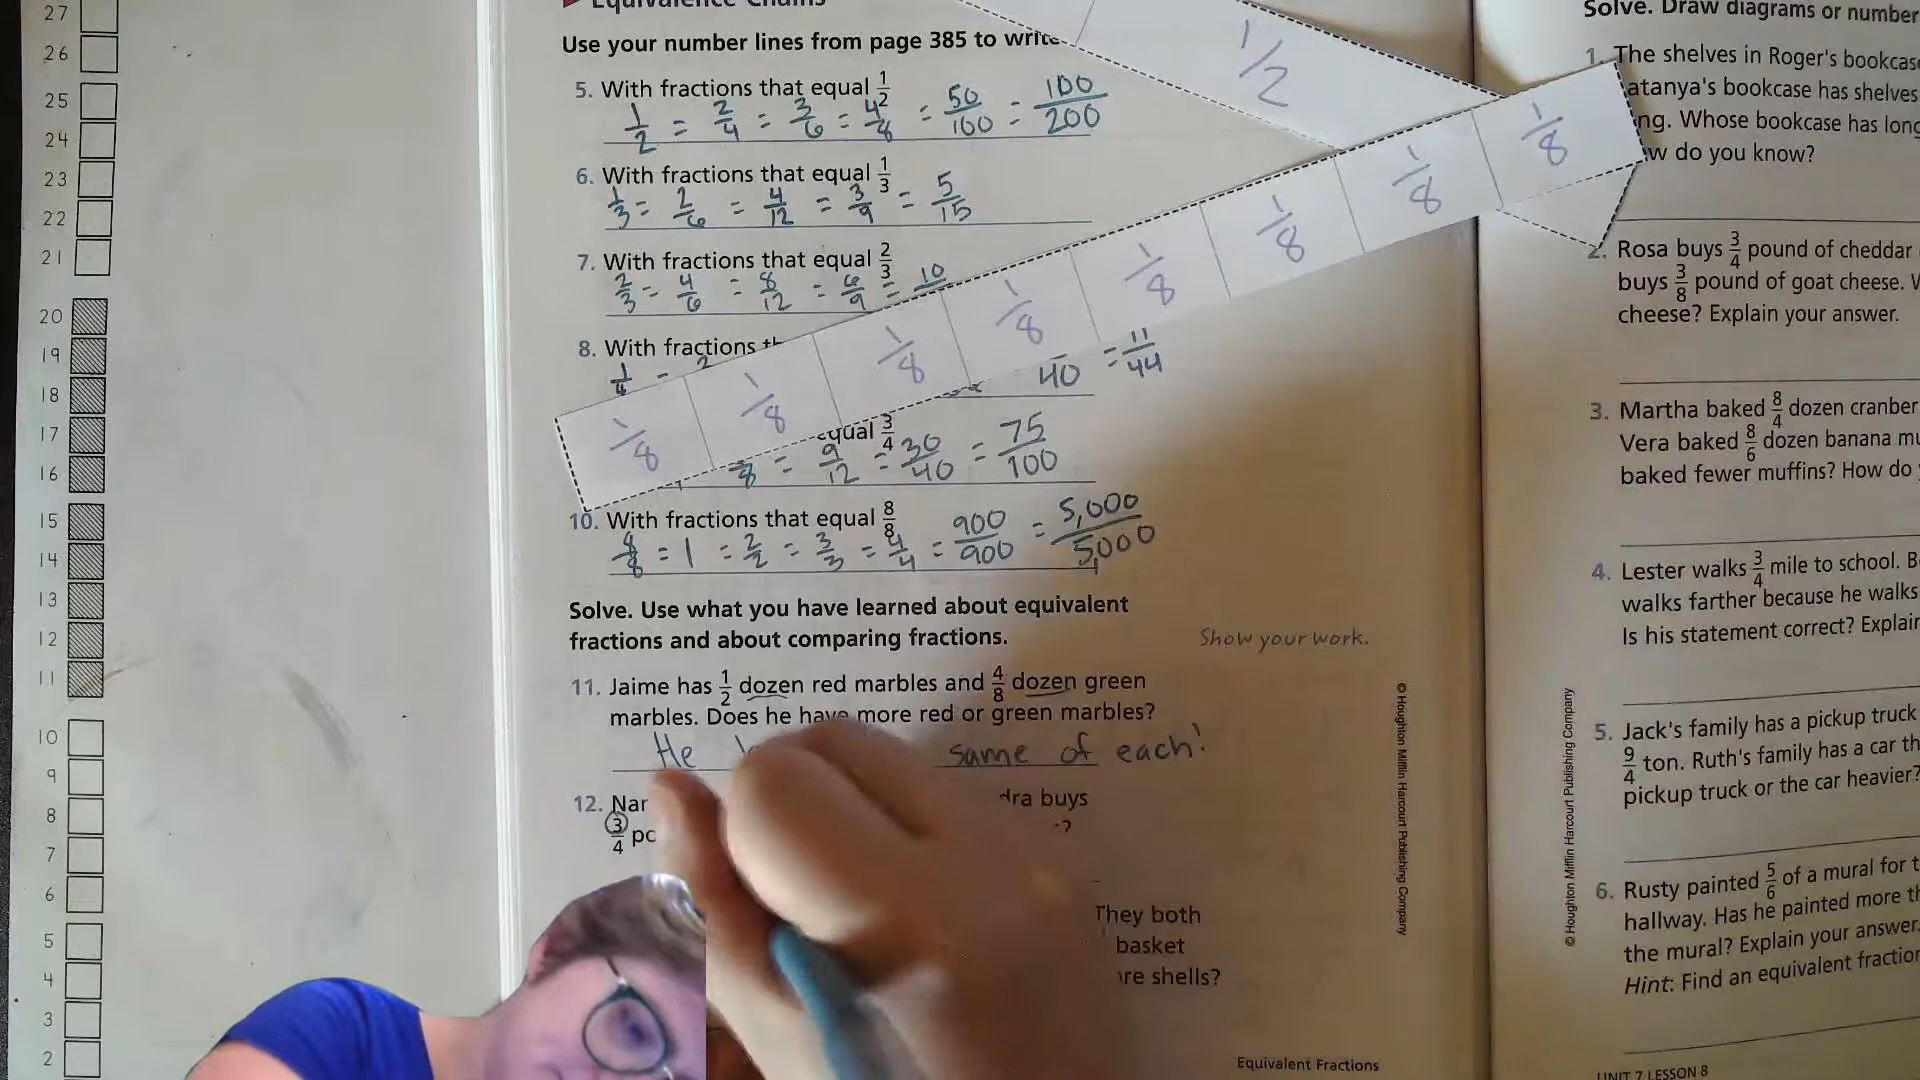 27
26
25
24
23
22
21
20
19
18
17
16
15
14
13
12
11
10
9
8
7
6
5
4
3
2
Equivalence Chains
Use your number lines from page 385 to write
5. With fractions that equal 1/2
1/2 = 2/4 = 3/6 = 4/8 = 50/100 = 100/200
6. With fractions that equal 1/3
1/3 = 2/6 = 4/12 = 3/9 = 5/15
7. With fractions that equal 2/3
2/3 = 4/6 = 8/12 = 6/9 = 10
8. With fractions
40 = 11/44
equal 3/4
8 = 9/12 = 30/40 = 75/100
10. With fractions that equal 8/8
8/8 = 1 = 2/2 = 3/3 = 4/4 = 900/900 = 5,000/5,000
Solve. Use what you have learned about equivalent
fractions and about comparing fractions.
Show your work.
11. Jaime has 1/2 dozen red marbles and 4/8 dozen green
marbles. Does he have more red or green marbles?
He same of each!
12.
3/4
buys
They both
basket
shells?
1/2
1/8 1/8 1/8 1/8 1/8 1/8 1/8 1/8
© Houghton Mifflin Harcourt Publishing Company
Equivalent Fractions
Solve. Draw diagrams or number
1. The shelves in Roger's bookcase
atanya's bookcase has shelves
ng. Whose bookcase has long
w do you know?
2. Rosa buys 3/4 pound of cheddar
buys 3/8 pound of goat cheese.
cheese? Explain your answer.
3. Martha baked 8/4 dozen cranber
Vera baked 8/6 dozen banana mu
baked fewer muffins? How do
4. Lester walks 3/4 mile to school. B
walks farther because he walks
Is his statement correct? Explain
5. Jack's family has a pickup truck
9/4 ton. Ruth's family has a car th
pickup truck or the car heavier?
6. Rusty painted 5/6 of a mural for t
hallway. Has he painted more th
the mural? Explain your answer.
Hint: Find an equivalent fraction
© Houghton Mifflin Harcourt Publishing Company
UNIT 7 LESSON 8